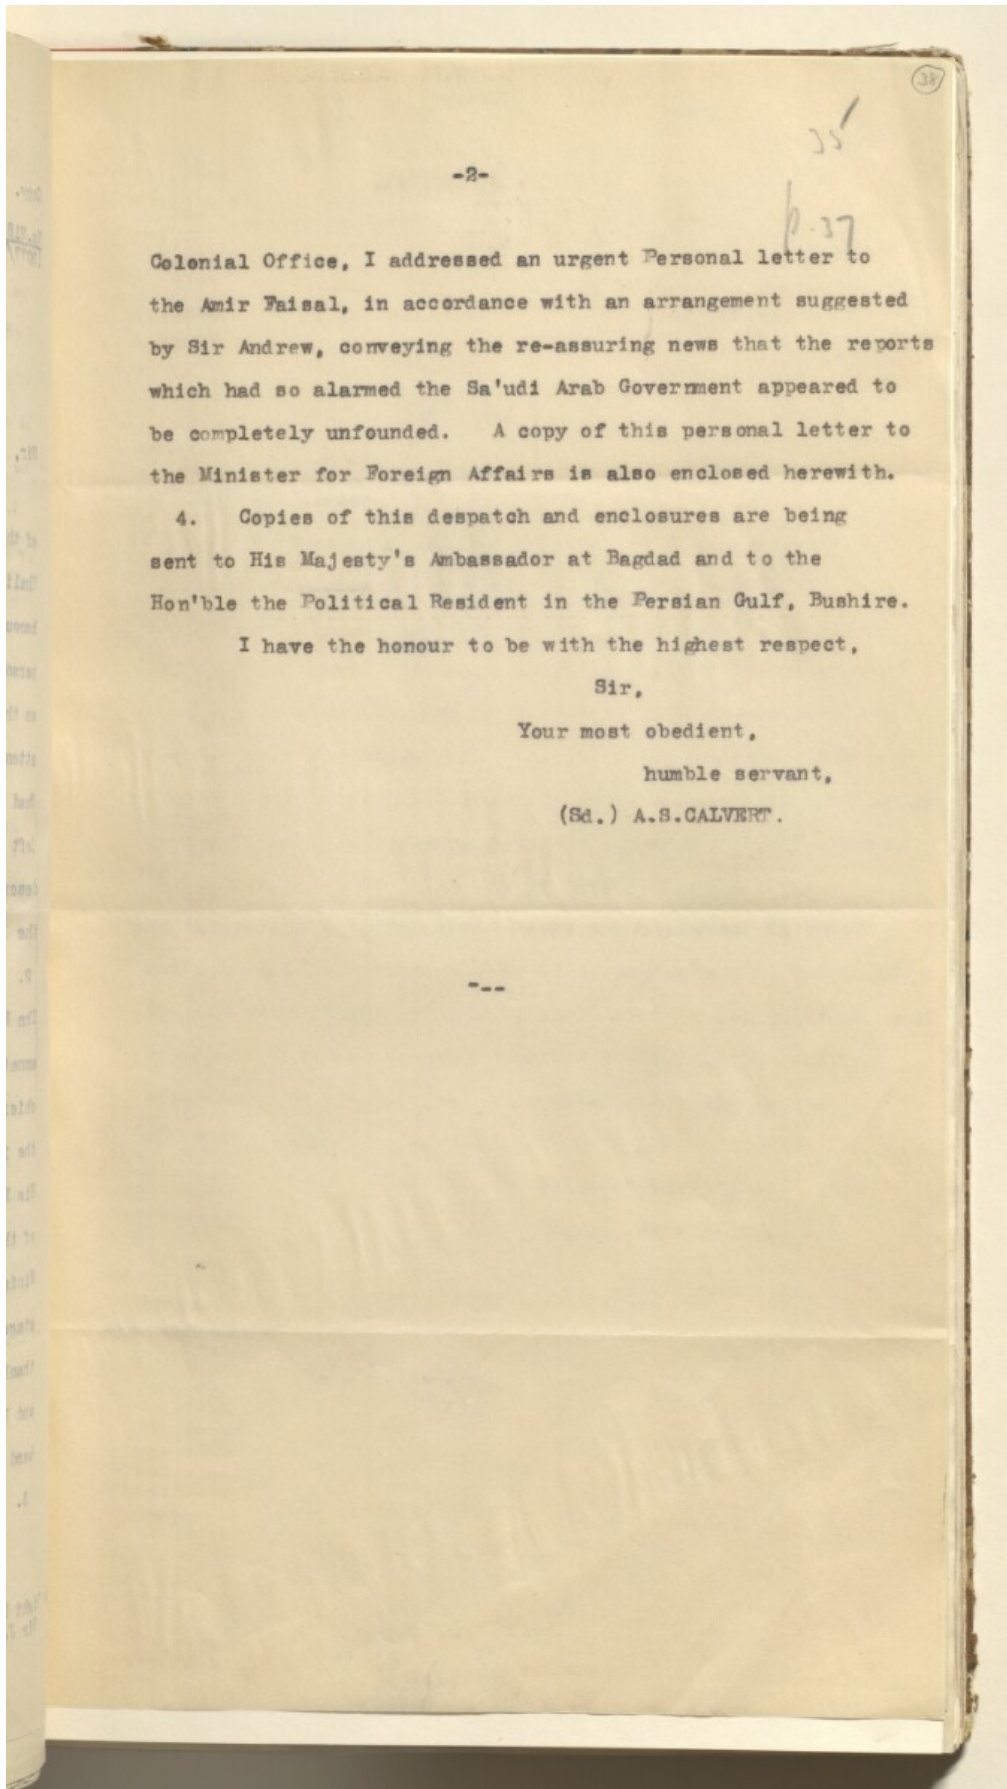 38
35
-2-
p.37
Colonial Office, I addressed an urgent Personal letter to
the Amir Faisal, in accordance with an arrangement suggested
by Sir Andrew, conveying the re-assuring news that the reports
which had so alarmed the Sa'udi Arab Government appeared to
be completely unfounded. A copy of this personal letter to
the Minister for Foreign Affairs is also enclosed herewith.
4. Copies of this despatch and enclosures are being
sent to His Majesty's Ambassador at Bagdad and to the
Hon'ble the Political Resident in the Persian Gulf, Bushire.
I have the honour to be with the highest respect,
Sir,
Your most obedient,
humble servant,
(Sd.) A.S.CALVERT.
---